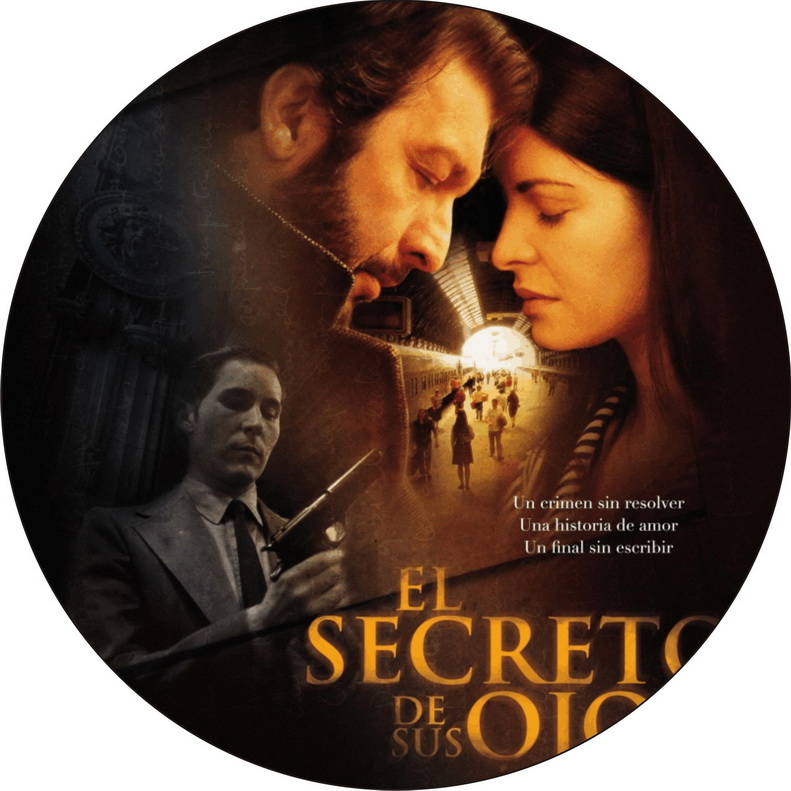 Un crimen sin resolver
Una historia de amor
Un final sin escribir
EL
SECRETO
DE SUS OJO